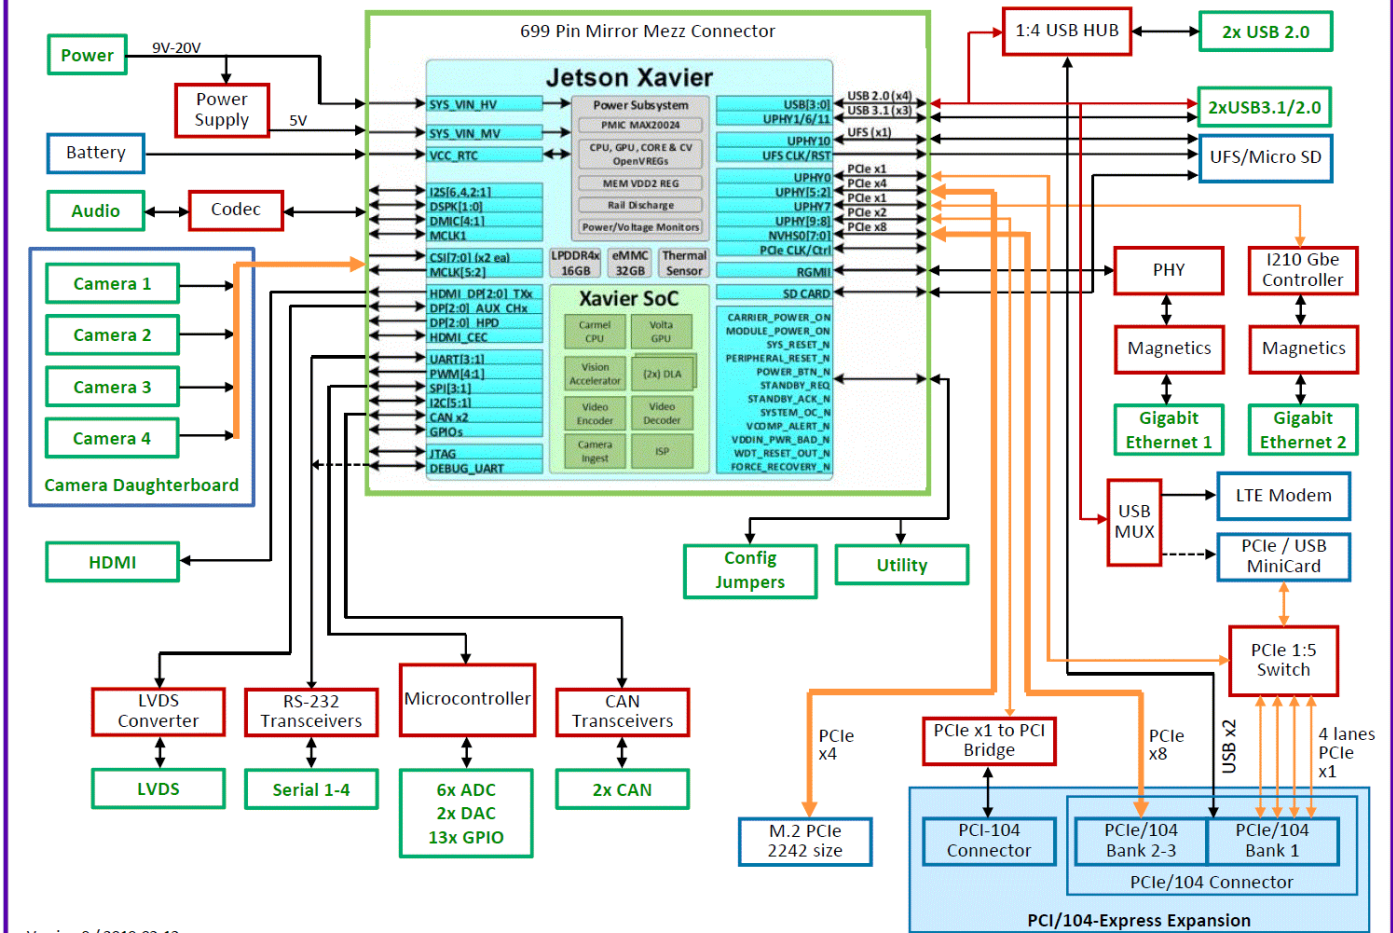 699 Pin Mirror Mezz Connector
Jetson Xavier
Power
9V-20V
Power
Supply
5V
Battery
Audio
Codec
Camera 1
Camera 2
Camera 3
Camera 4
Camera Daughterboard
HDMI
SYS_VIN_HV
SYS_VIN_MV
VCC_RTC
I2S[6,4,2:1]
DSPK[1:0]
DMIC[4:1]
MCLK1
CSI[7:0] (x2 ea)
MCLK[5:2]
HDMI_DP[2:0]_TXx
DP[2:0]_AUX_CHx
DP[2:0]_HPD
HDMI_CEC
UART[3:1]
PWM[4:1]
SPI[3:1]
I2C[5:1]
CAN x2
GPIOs
JTAG
DEBUG_UART
Power Subsystem
PMIC MAX20024
CPU, GPU, CORE & CV
OpenVREGs
MEM VDD2 REG
Rail Discharge
Power/Voltage Monitors
LPDDR4x
16GB
eMMC
32GB
Thermal
Sensor
Xavier SoC
Carmel
CPU
Volta
GPU
Vision
Accelerator
(2x) DLA
Video
Encoder
Video
Decoder
Camera
Ingest
ISP
USB[3:0]
UPHY1/6/11
UPHY10
UFS CLK/RST
UPHY0
UPHY[5:2]
UPHY7
UPHY[9:8]
NVHS0[7:0]
PCIe CLK/Ctrl
RGMII
SD CARD
CARRIER_POWER_ON
MODULE_POWER_ON
SYS_RESET_N
PERIPHERAL_RESET_N
POWER_BTN_N
STANDBY_REQ
STANDBY_ACK_N
SYSTEM_OC_N
VCOMP_ALERT_N
VDDIN_PWR_BAD_N
WDT_RESET_OUT_N
FORCE_RECOVERY_N
USB 2.0 (x4)
USB 3.1 (x3)
UFS (x1)
PCIe x1
PCIe x4
PCIe x1
PCIe x2
PCIe x8
1:4 USB HUB
2x USB 2.0
2xUSB3.1/2.0
UFS/Micro SD
PHY
I210 Gbe
Controller
Magnetics
Magnetics
Gigabit
Ethernet 1
Gigabit
Ethernet 2
USB
MUX
LTE Modem
PCIe / USB
MiniCard
PCIe 1:5
Switch
Config
Jumpers
Utility
LVDS
Converter
RS-232
Transceivers
Microcontroller
CAN
Transceivers
LVDS
Serial 1-4
6x ADC
2x DAC
13x GPIO
2x CAN
PCIe
x4
PCIe x1 to PCI
Bridge
PCIe
x8
USB x2
4 lanes
PCIe
x1
M.2 PCIe
2242 size
PCI-104
Connector
PCIe/104
Bank 2-3
PCIe/104
Bank 1
PCIe/104 Connector
PCI/104-Express Expansion